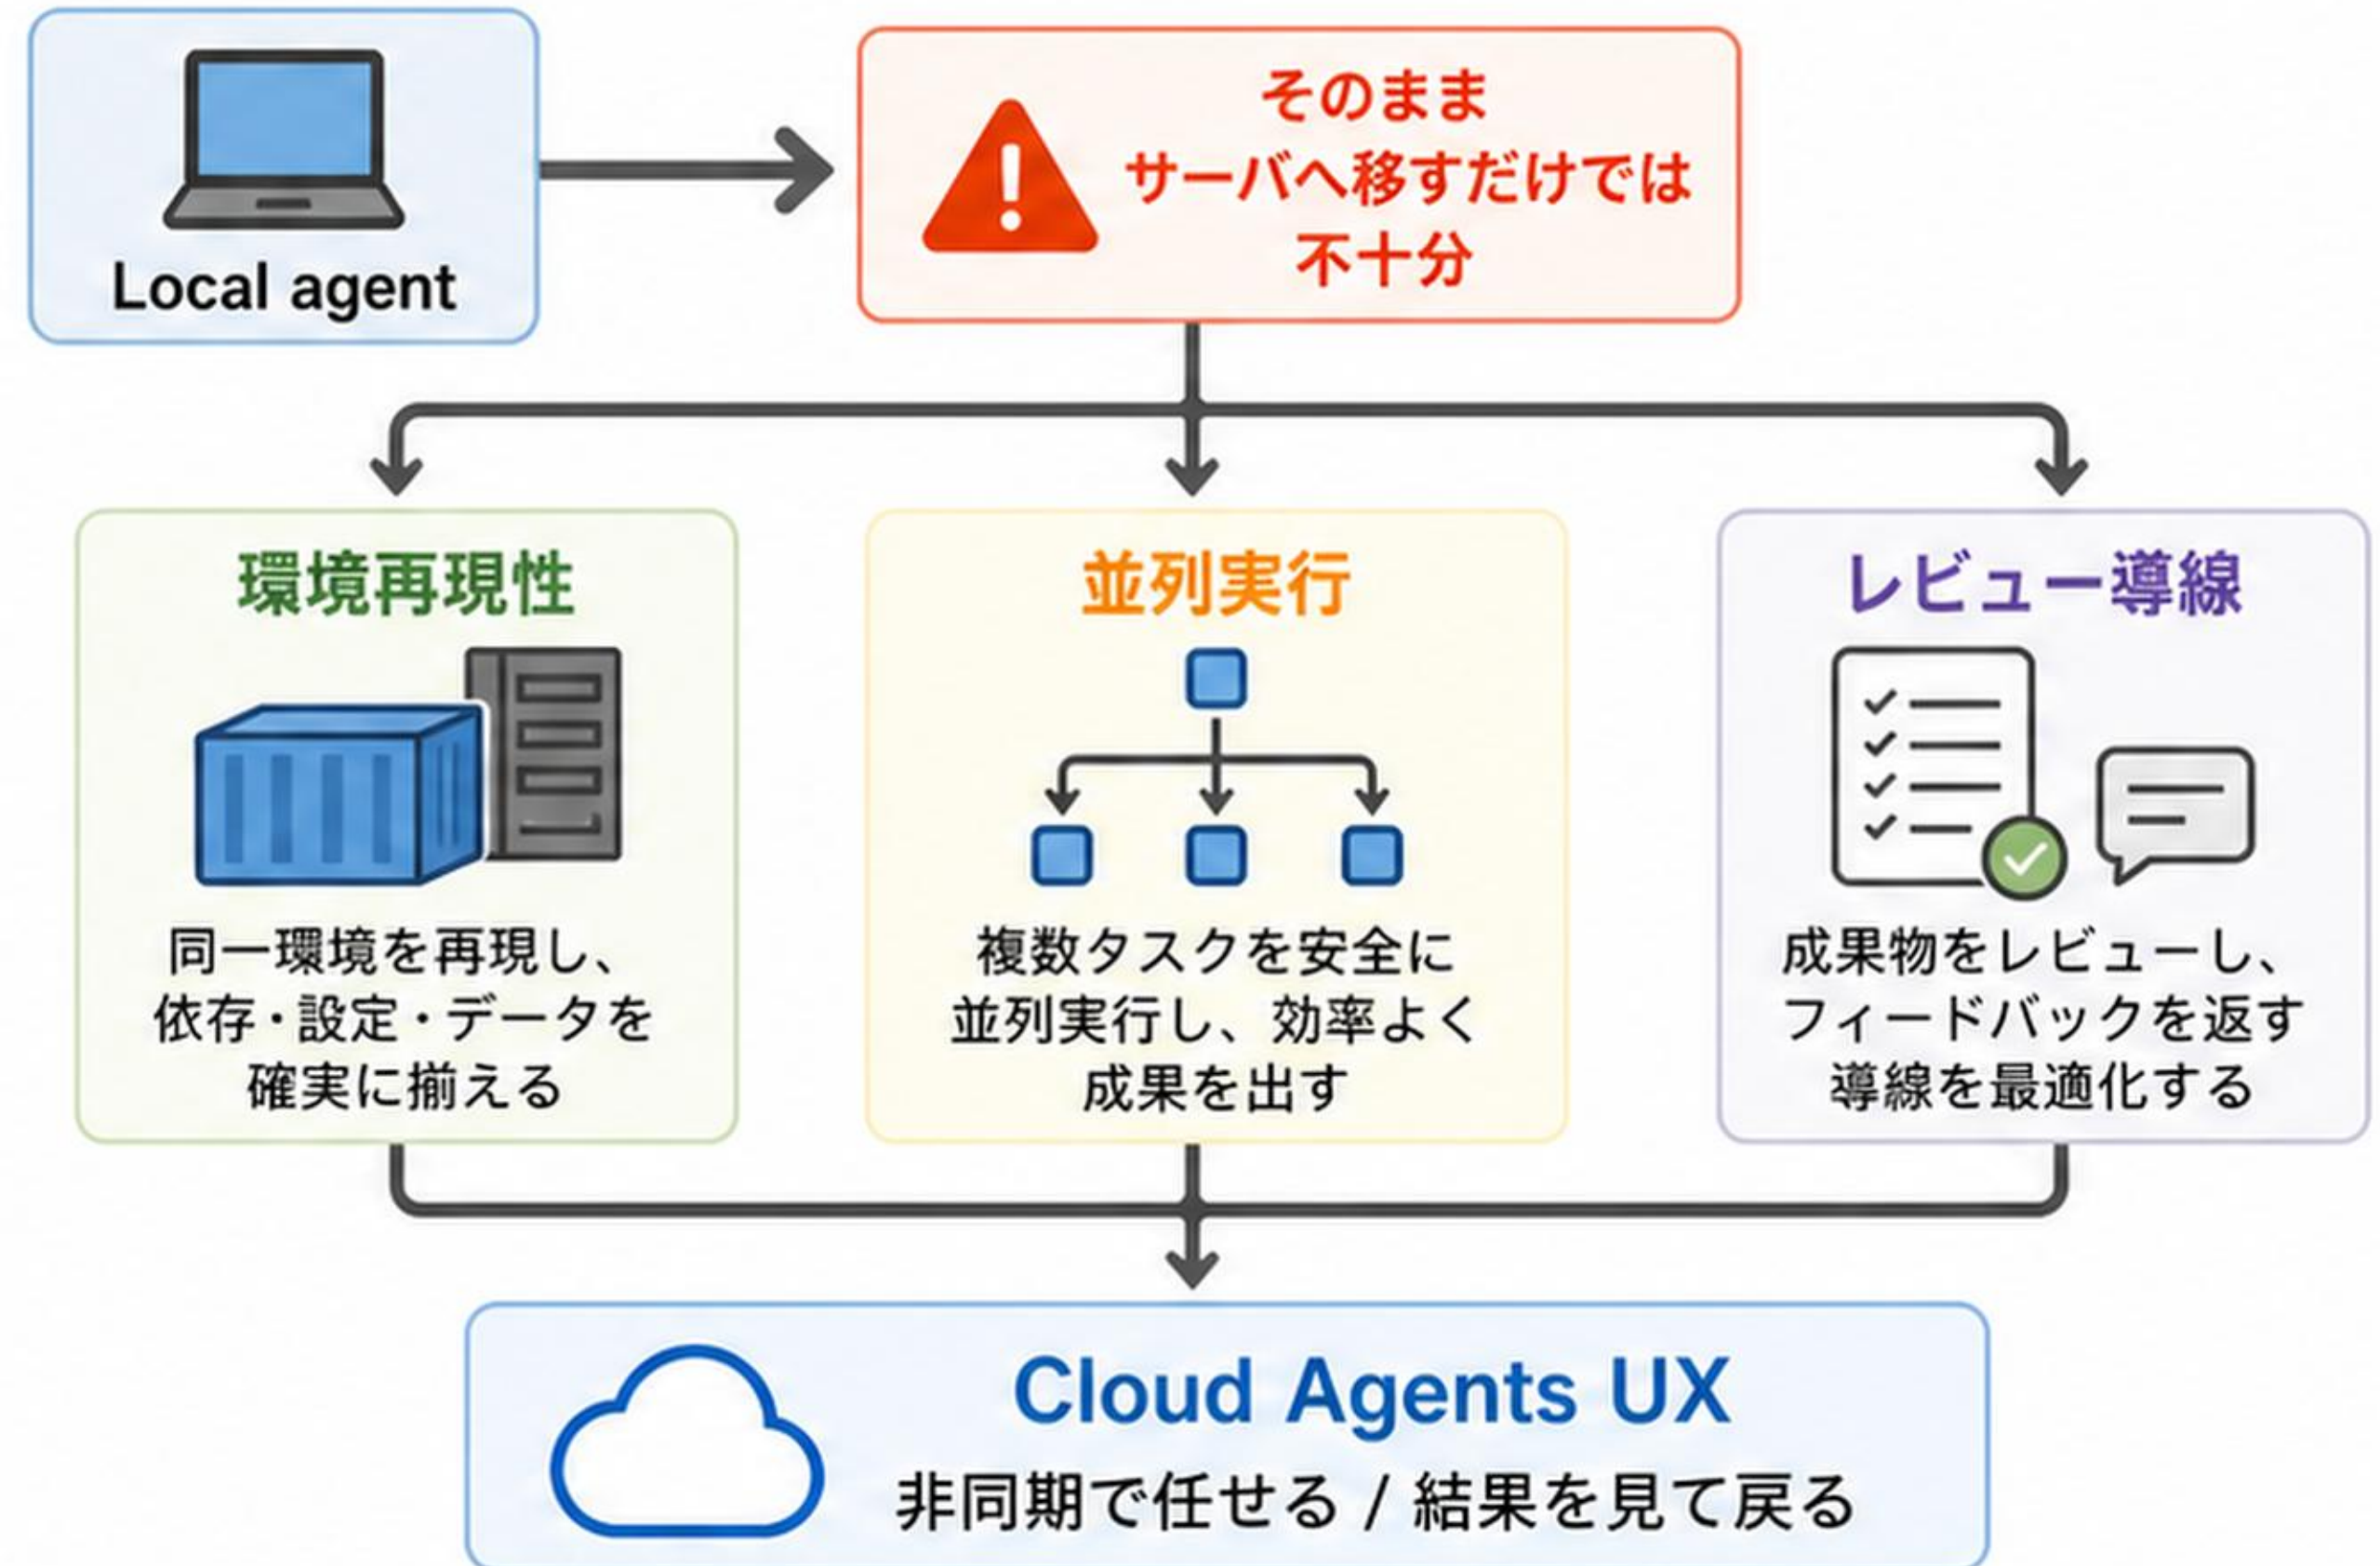 Local agent
そのまま
サーバへ移すだけでは
不十分
環境再現性
同一環境を再現し、
依存・設定・データを
確実に揃える
並列実行
複数タスクを安全に
並列実行し、効率よく
成果を出す
レビュー導線
成果物をレビューし、
フィードバックを返す
導線を最適化する
Cloud Agents UX
非同期で任せる / 結果を見て戻る